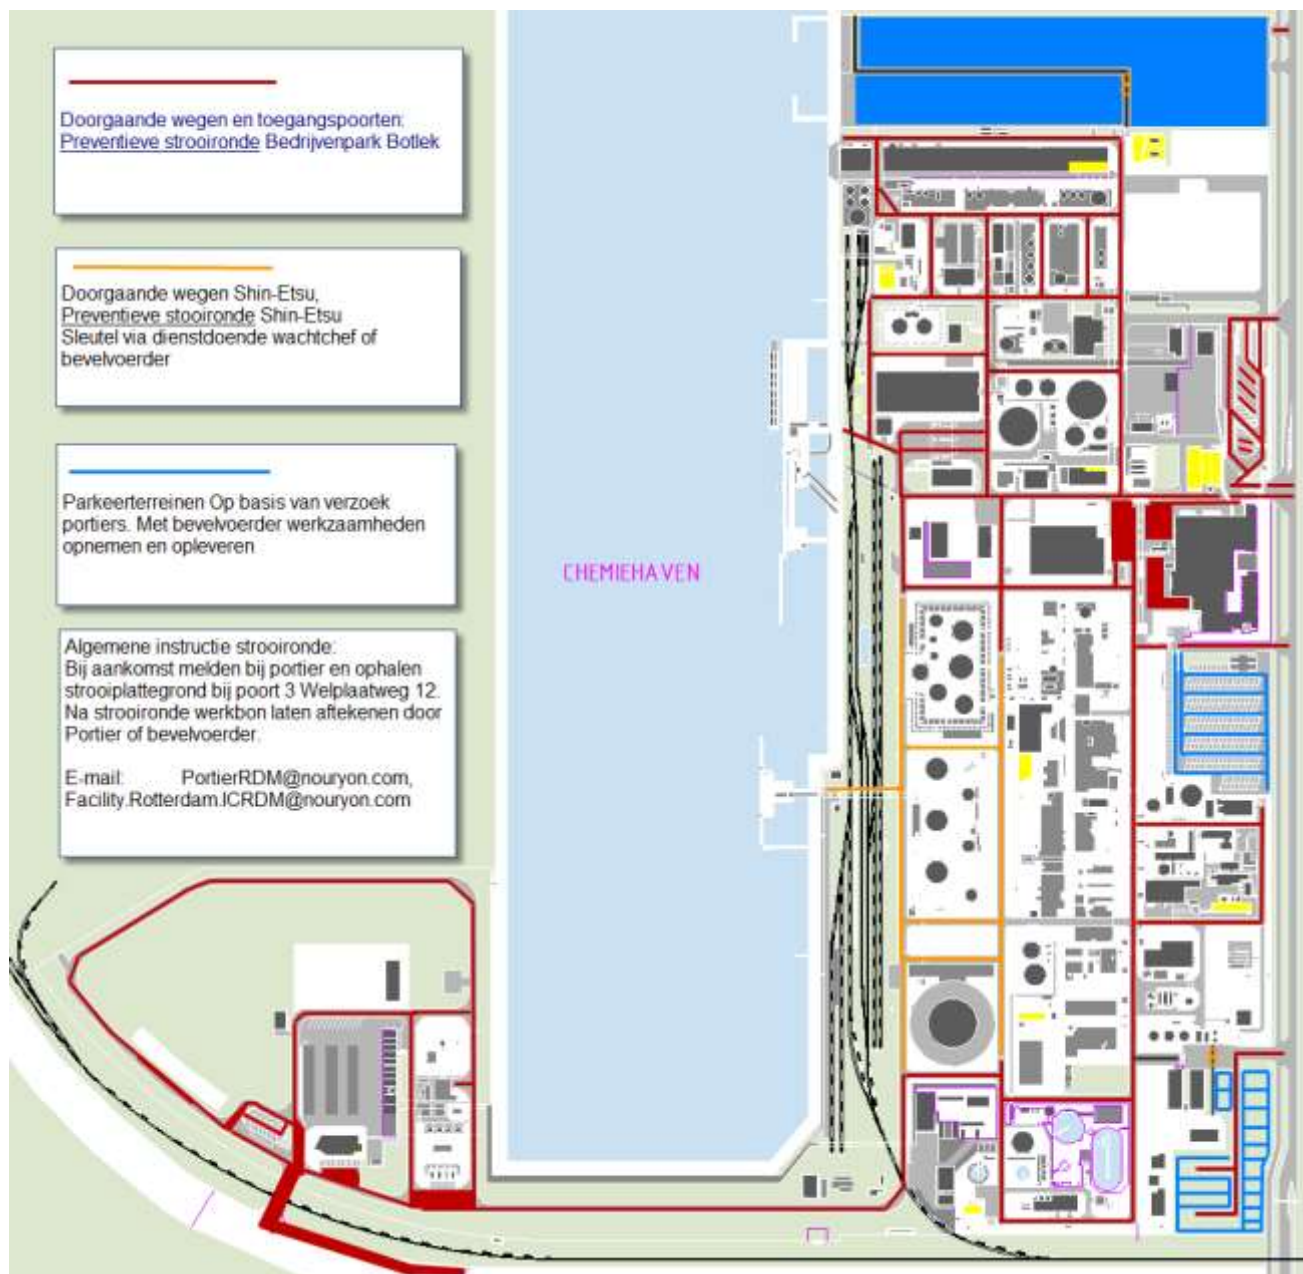 Doorgaande wegen en toegangspoorten:
Preventieve strooironde Bedrijvenpark Botlek
Doorgaande wegen Shin-Etsu,
Preventieve stooironde Shin-Etsu
Sleutel via dienstdoende wachtchef of
bevelvoerder
Parkeerterreinen Op basis van verzoek
portiers. Met bevelvoerder werkzaamheden
opnemen en opleveren
Algemene instructie strooironde:
Bij aankomst melden bij portier en ophalen
strooiplattegrond bij poort 3 Welplaatweg 12.
Na strooironde werkbon laten aftekenen door
Portier of bevelvoerder.
E-mail: PortierRDM@nouryon.com,
Facility.Rotterdam.ICRDM@nouryon.com
CHEMIEHAVEN